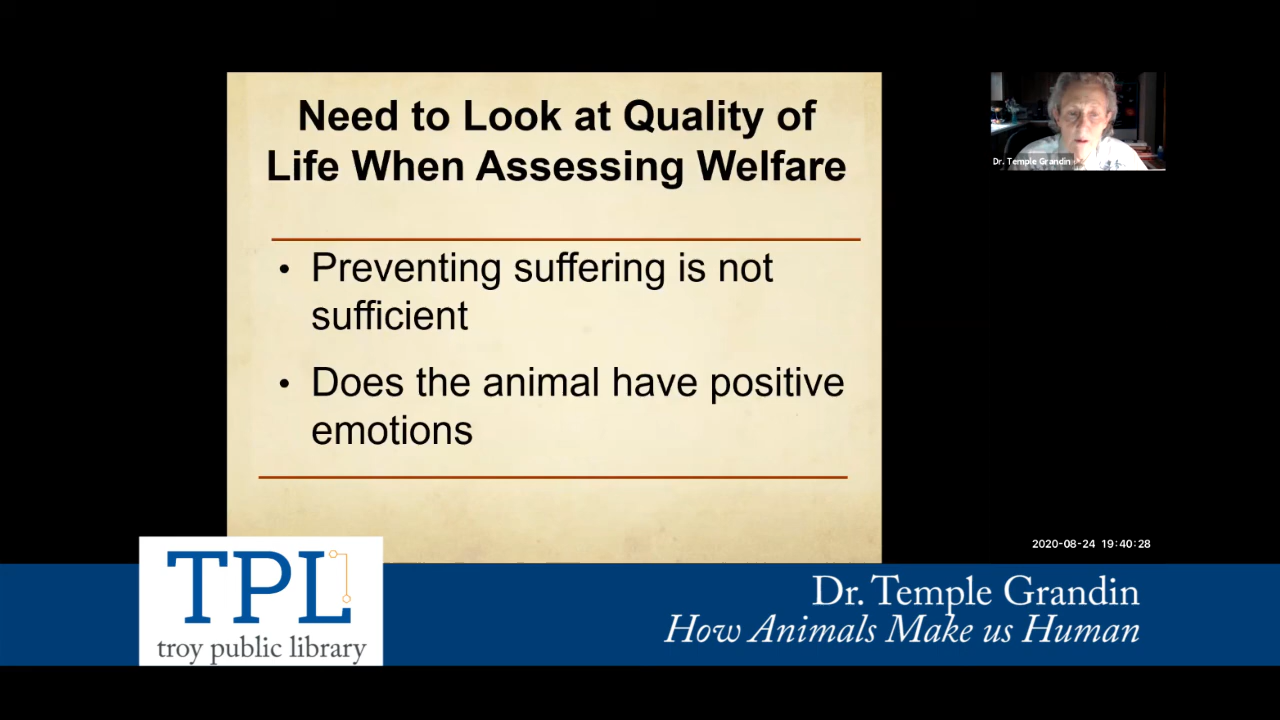 Need to Look at Quality of
Life When Assessing Welfare
• Preventing suffering is not
sufficient
• Does the animal have positive
emotions
Dr. Temple Grandin
2020-08-24 19:40:28
TPL
troy public library
Dr. Temple Grandin
How Animals Make us Human